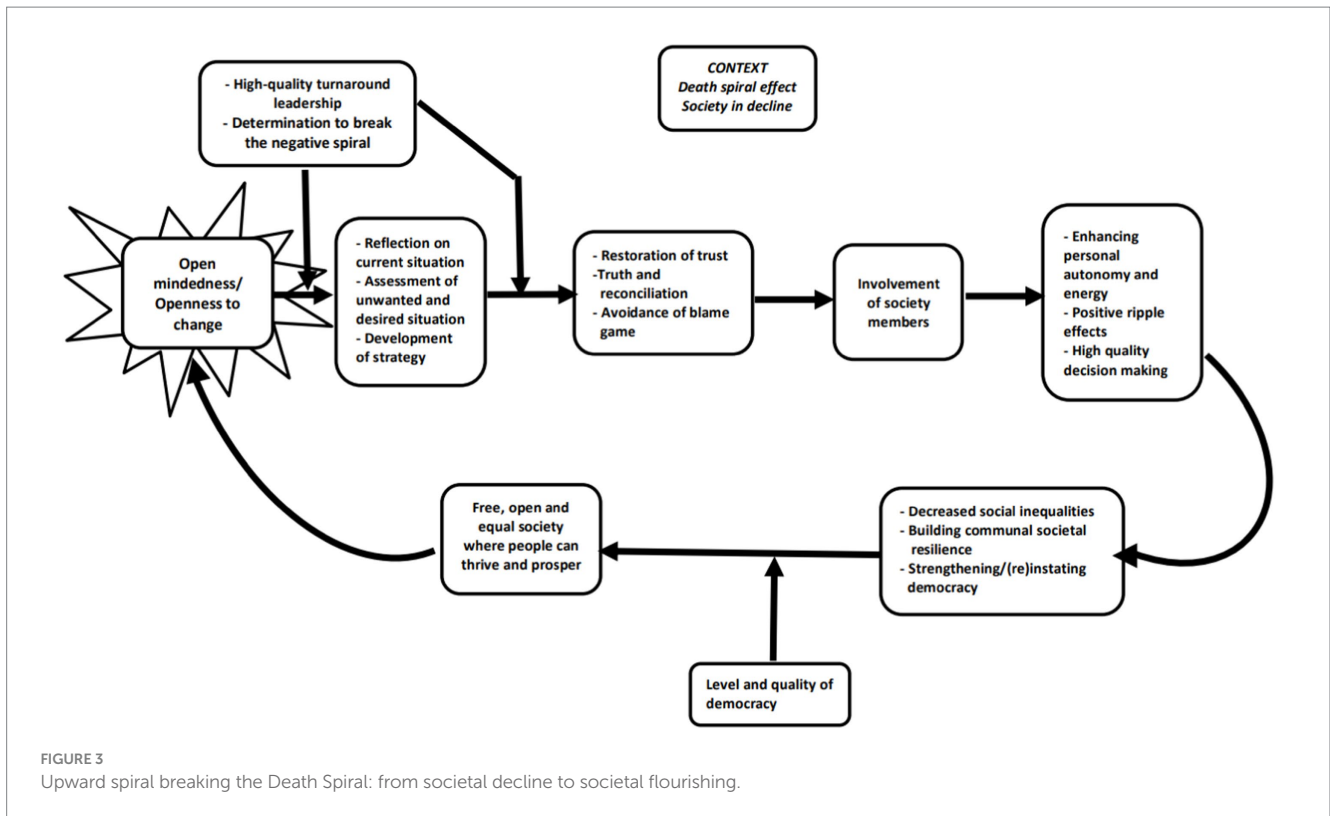 - High-quality turnaround
leadership
- Determination to break
the negative spiral
CONTEXT
Death spiral effect
Society in decline
Open
mindedness/
Openness to
change
- Reflection on
current situation
- Assessment of
unwanted and
desired situation
- Development
of strategy
- Restoration of trust
-Truth and
reconciliation
- Avoidance of blame
game
Involvement
of society
members
- Enhancing
personal
autonomy and
energy
- Positive ripple
effects
- High quality
decision making
- Decreased social inequalities
- Building communal societal
resilience
- Strengthening/(re)instating
democracy
Free, open and
equal society
where people can
thrive and prosper
Level and quality of
democracy
FIGURE 3
Upward spiral breaking the Death Spiral: from societal decline to societal flourishing.